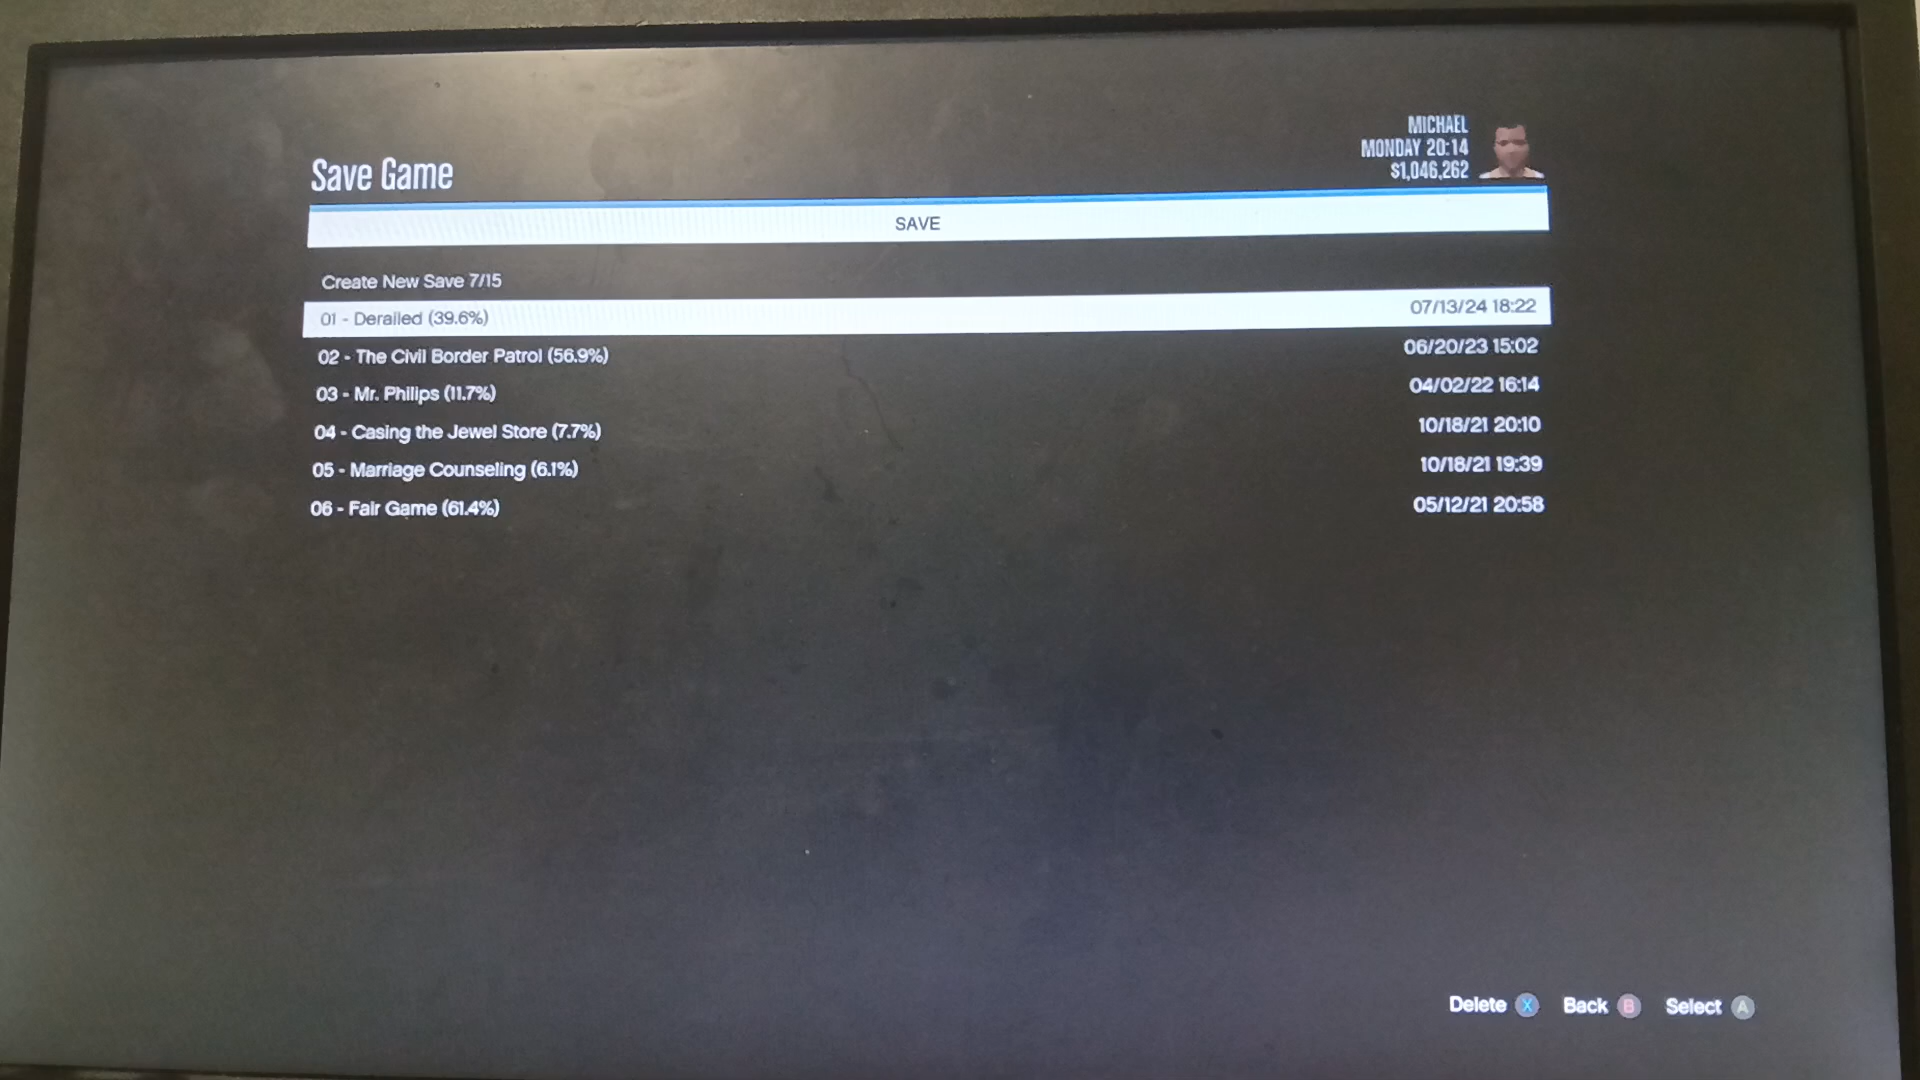 MICHAEL
MONDAY 20:14
$1,046,262
Save Game
SAVE
Create New Save 7/15
01 - Derailed (39.6%) 07/13/24 18:22
02 - The Civil Border Patrol (56.9%) 06/20/23 15:02
03 - Mr. Philips (11.7%) 04/02/22 16:14
04 - Casing the Jewel Store (7.7%) 10/18/21 20:10
05 - Marriage Counseling (6.1%) 10/18/21 19:39
06 - Fair Game (61.4%) 05/12/21 20:58
Delete X Back B Select A